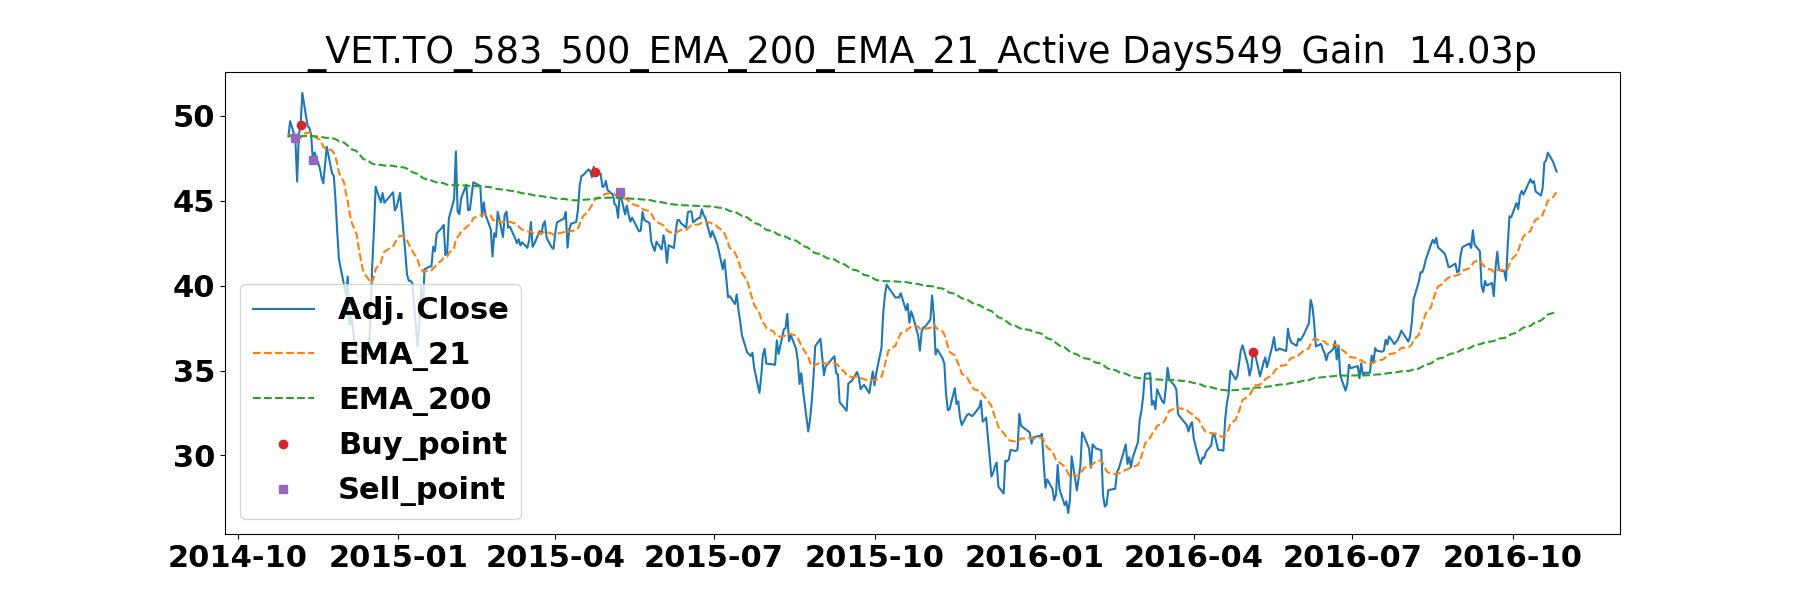 _VET.TO_583_500_EMA_200_EMA_21_Active Days549_Gain  14.03p
50
45
40
35
30
Adj. Close
EMA_21
EMA_200
Buy_point
Sell_point
2014-10 2015-01 2015-04 2015-07 2015-10 2016-01 2016-04 2016-07 2016-10